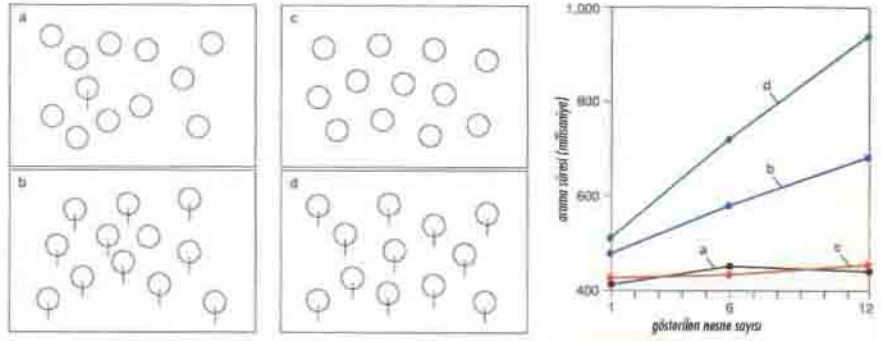 a
c
b
d
1,000
800
600
400
arama süresi (milisaniye)
d
b
a
c
1
6
12
gösterilen nesne sayısı